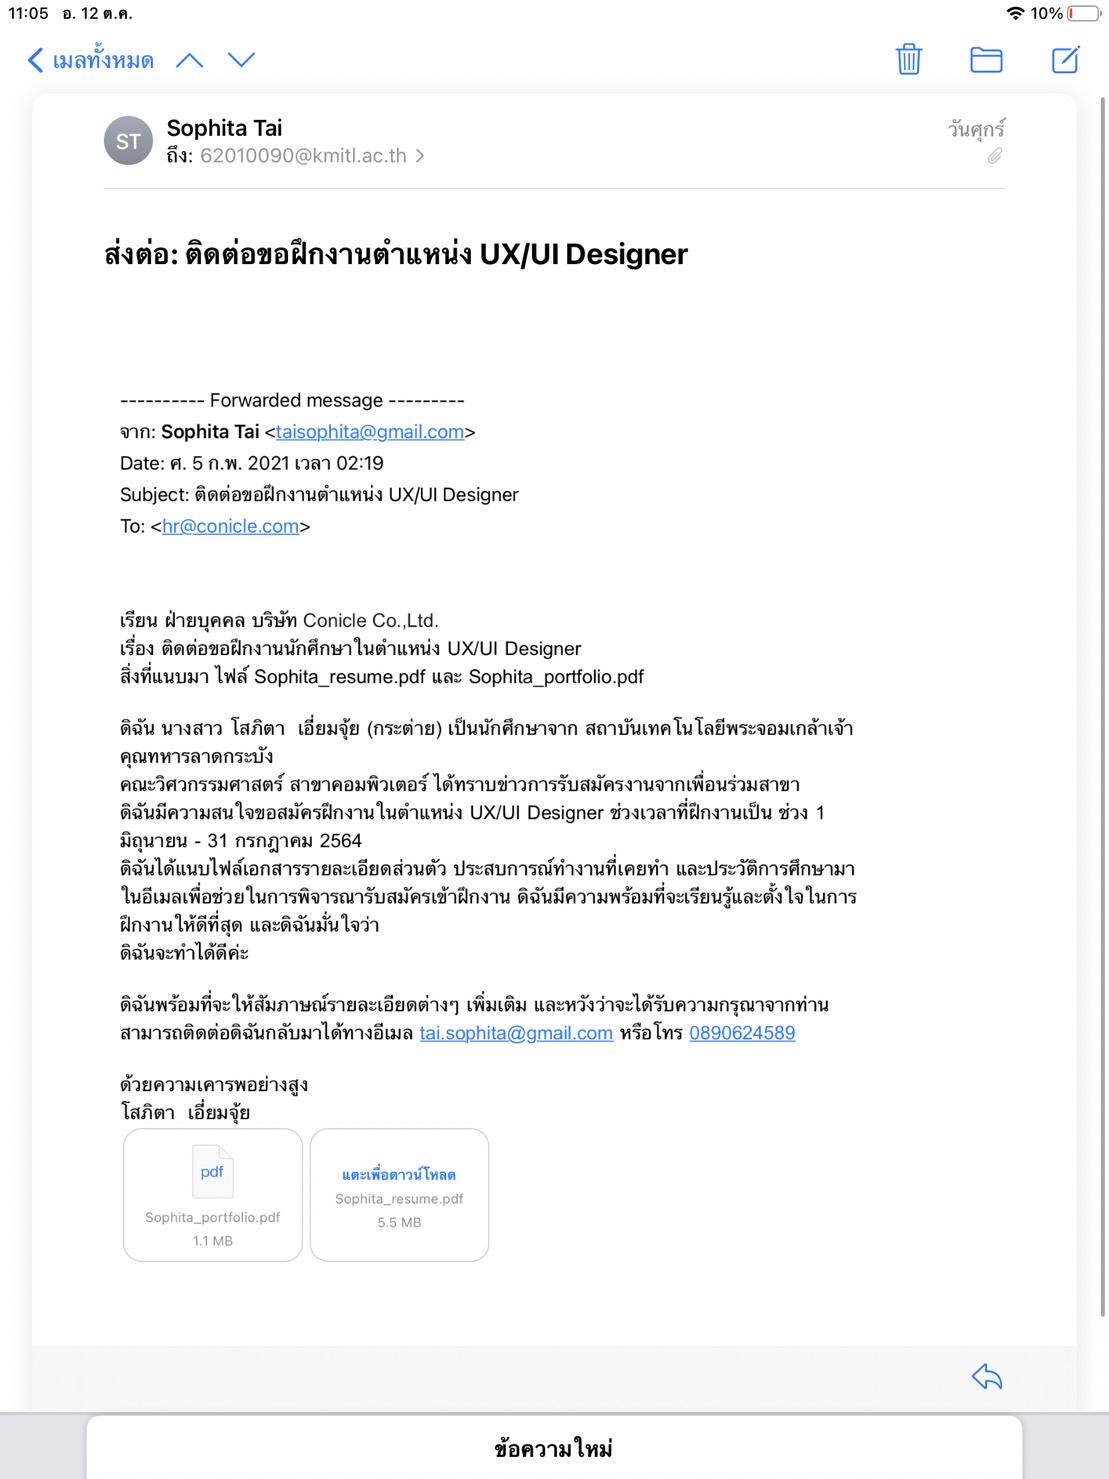 11:05 อ. 12 ต.ค.
10%
เมลทั้งหมด
ST
Sophita Tai
วันศุกร์
ถึง: 62010090@kmitl.ac.th
ส่งต่อ: ติดต่อขอฝึกงานตำแหน่ง UX/UI Designer
---------- Forwarded message ---------
จาก: Sophita Tai <taisophita@gmail.com>
Date: ศ. 5 ก.พ. 2021 เวลา 02:19
Subject: ติดต่อขอฝึกงานตำแหน่ง UX/UI Designer
To: <hr@conicle.com>
เรียน ฝ่ายบุคคล บริษัท Conicle Co.,Ltd.
เรื่อง ติดต่อขอฝึกงานนักศึกษาในตำแหน่ง UX/UI Designer
สิ่งที่แนบมา ไฟล์ Sophita_resume.pdf และ Sophita_portfolio.pdf
ดิฉัน นางสาว โสภิตา เอี่ยมจุ้ย (กระต่าย) เป็นนักศึกษาจาก สถาบันเทคโนโลยีพระจอมเกล้าเจ้า
คุณทหารลาดกระบัง
คณะวิศวกรรมศาสตร์ สาขาคอมพิวเตอร์ ได้ทราบข่าวการรับสมัครงานจากเพื่อนร่วมสาขา
ดิฉันมีความสนใจขอสมัครฝึกงานในตำแหน่ง UX/UI Designer ช่วงเวลาที่ฝึกงานเป็น ช่วง 1
มิถุนายน - 31 กรกฎาคม 2564
ดิฉันได้แนบไฟล์เอกสารรายละเอียดส่วนตัว ประสบการณ์ทำงานที่เคยทำ และประวัติการศึกษามา
ในอีเมลเพื่อช่วยในการพิจารณารับสมัครเข้าฝึกงาน ดิฉันมีความพร้อมที่จะเรียนรู้และตั้งใจในการ
ฝึกงานให้ดีที่สุด และดิฉันมั่นใจว่า
ดิฉันจะทำได้ดีค่ะ
ดิฉันพร้อมที่จะให้สัมภาษณ์รายละเอียดต่างๆ เพิ่มเติม และหวังว่าจะได้รับความกรุณาจากท่าน
สามารถติดต่อดิฉันกลับมาได้ทางอีเมล tai.sophita@gmail.com หรือโทร 0890624589
ด้วยความเคารพอย่างสูง
โสภิตา เอี่ยมจุ้ย
pdf
Sophita_portfolio.pdf
1.1 MB
แตะเพื่อดาวน์โหลด
Sophita_resume.pdf
5.5 MB
ข้อความใหม่